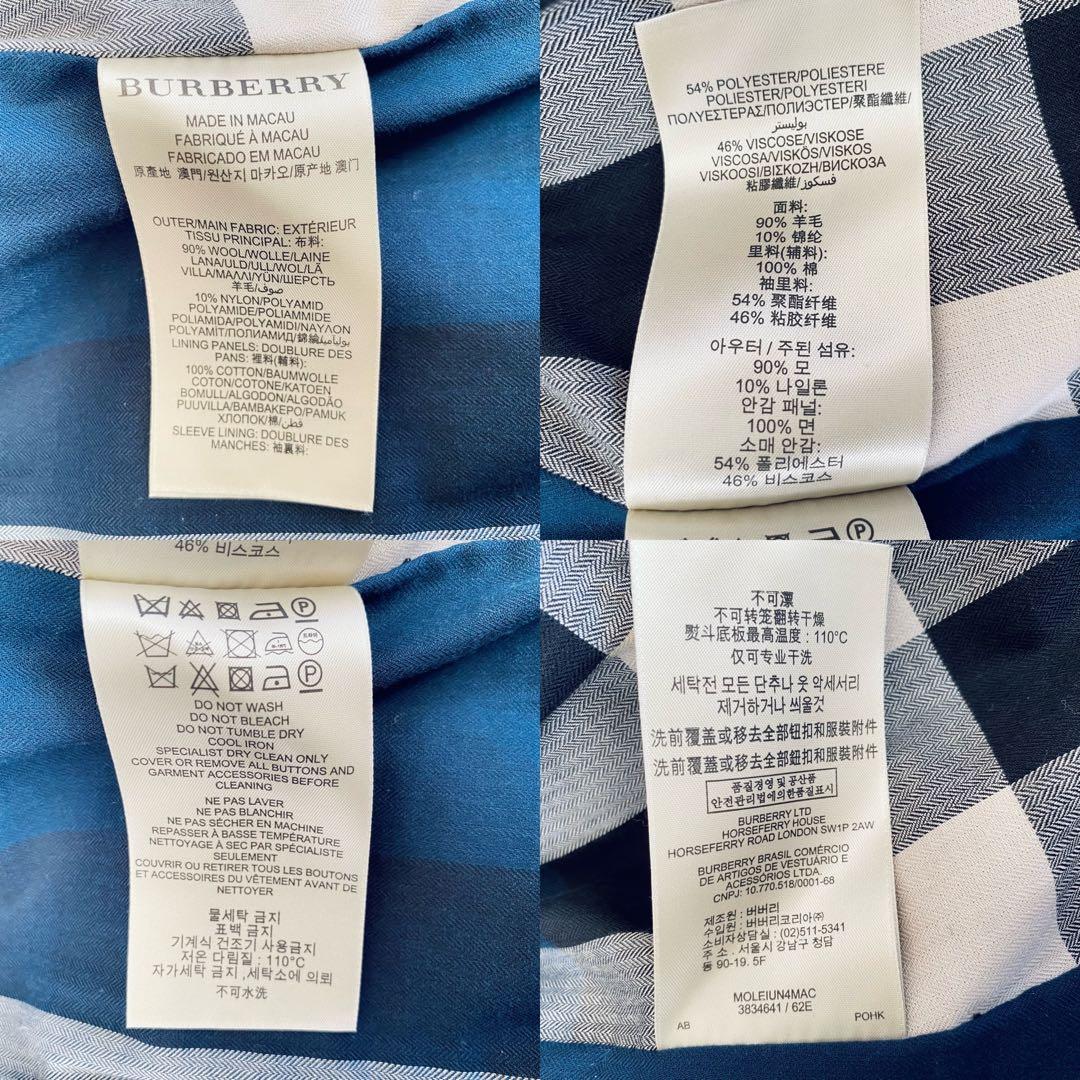 BURBERRY
MADE IN MACAU
FABRIQUÉ À MACAU
FABRICADO EM MACAU
原產地 澳門/원산지 마카오/原产地 澳门
OUTER/MAIN FABRIC: EXTÉRIEUR
TISSU PRINCIPAL: 布料:
90% WOOL/WOLLE/LAINE
LANA/ULD/ULL/WOL/LÃ
VILLA/ΜΑΛΛΙ/YÜN/ШЕРСТЬ
羊毛/صوف
10% NYLON/POLYAMID
POLYAMIDE/POLIAMMIDE
POLIAMIDA/POLYAMIDI/ΝΑΥΛΟΝ
POLYAMİT/ПОЛИАМИД/錦綸/بولياميد
LINING PANELS: DOUBLURE DES
PANS: 裡料(輔料):
100% COTTON/BAUMWOLLE
COTON/COTONE/KATOEN
BOMULL/ALGODON/ALGODÃO
PUUVILLA/ΒΑΜΒΑΚΕΡΟ/PAMUK
ХЛОПОК/棉/قطن
SLEEVE LINING: DOUBLURE DES
MANCHES: 袖裏料:
54% POLYESTER/POLIESTERE
POLIESTER/POLYESTERI
ΠΟΛΥΕΣΤΕΡΑΣ/ПОЛИЭСТЕР/聚酯纖維/
بوليستر
46% VISCOSE/VISKOSE
VISCOSA/VISKÓS/VISKOS
VISKOOSI/ΒΙΣΚΟΖΗ/ВИСКОЗА
粘膠纖維/فسكوز
面料:
90% 羊毛
10% 锦纶
里料(辅料):
100% 棉
袖里料:
54% 聚酯纤维
46% 粘胶纤维
아우터 / 주된 섬유:
90% 모
10% 나일론
안감 패널:
100% 면
소매 안감:
54% 폴리에스터
46% 비스코스
P
46% 비스코스
P
드라이
P
DO NOT WASH
DO NOT BLEACH
DO NOT TUMBLE DRY
COOL IRON
SPECIALIST DRY CLEAN ONLY
COVER OR REMOVE ALL BUTTONS AND
GARMENT ACCESSORIES BEFORE
CLEANING
NE PAS LAVER
NE PAS BLANCHIR
NE PAS SÉCHER EN MACHINE
REPASSER À BASSE TEMPÉRATURE
NETTOYAGE À SEC PAR SPÉCIALISTE
SEULEMENT
COUVRIR OU RETIRER TOUS LES BOUTONS
ET ACCESSOIRES DU VÊTEMENT AVANT DE
NETTOYER
물세탁 금지
표백 금지
기계식 건조기 사용금지
저온 다림질 : 110°C
자가세탁 금지 ,세탁소에 의뢰
不可水洗
不可漂
不可转笼翻转干燥
熨斗底板最高温度 : 110°C
仅可专业干洗
세탁전 모든 단추나 옷 악세서리
제거하거나 씌울것
洗前覆蓋或移去全部鈕扣和服裝附件
洗前覆蓋或移去全部鈕扣和服裝附件
품질경영 및 공산품
안전관리법에의한품질표시
BURBERRY LTD
HORSEFERRY HOUSE
HORSEFERRY ROAD LONDON SW1P 2AW
BURBERRY BRASIL COMÉRCIO
DE ARTIGOS DE VESTUÁRIO E
ACESSÓRIOS LTDA.
CNPJ: 10.770.518/0001-68
제조원 : 버버리
수입원 : 버버리코리아㈜
소비자상담실 : (02)511-5341
주소 . 서울시 강남구 청담
동 90-19. 5F
MOLEIUN4MAC
3834641 / 62E
AB
POHK